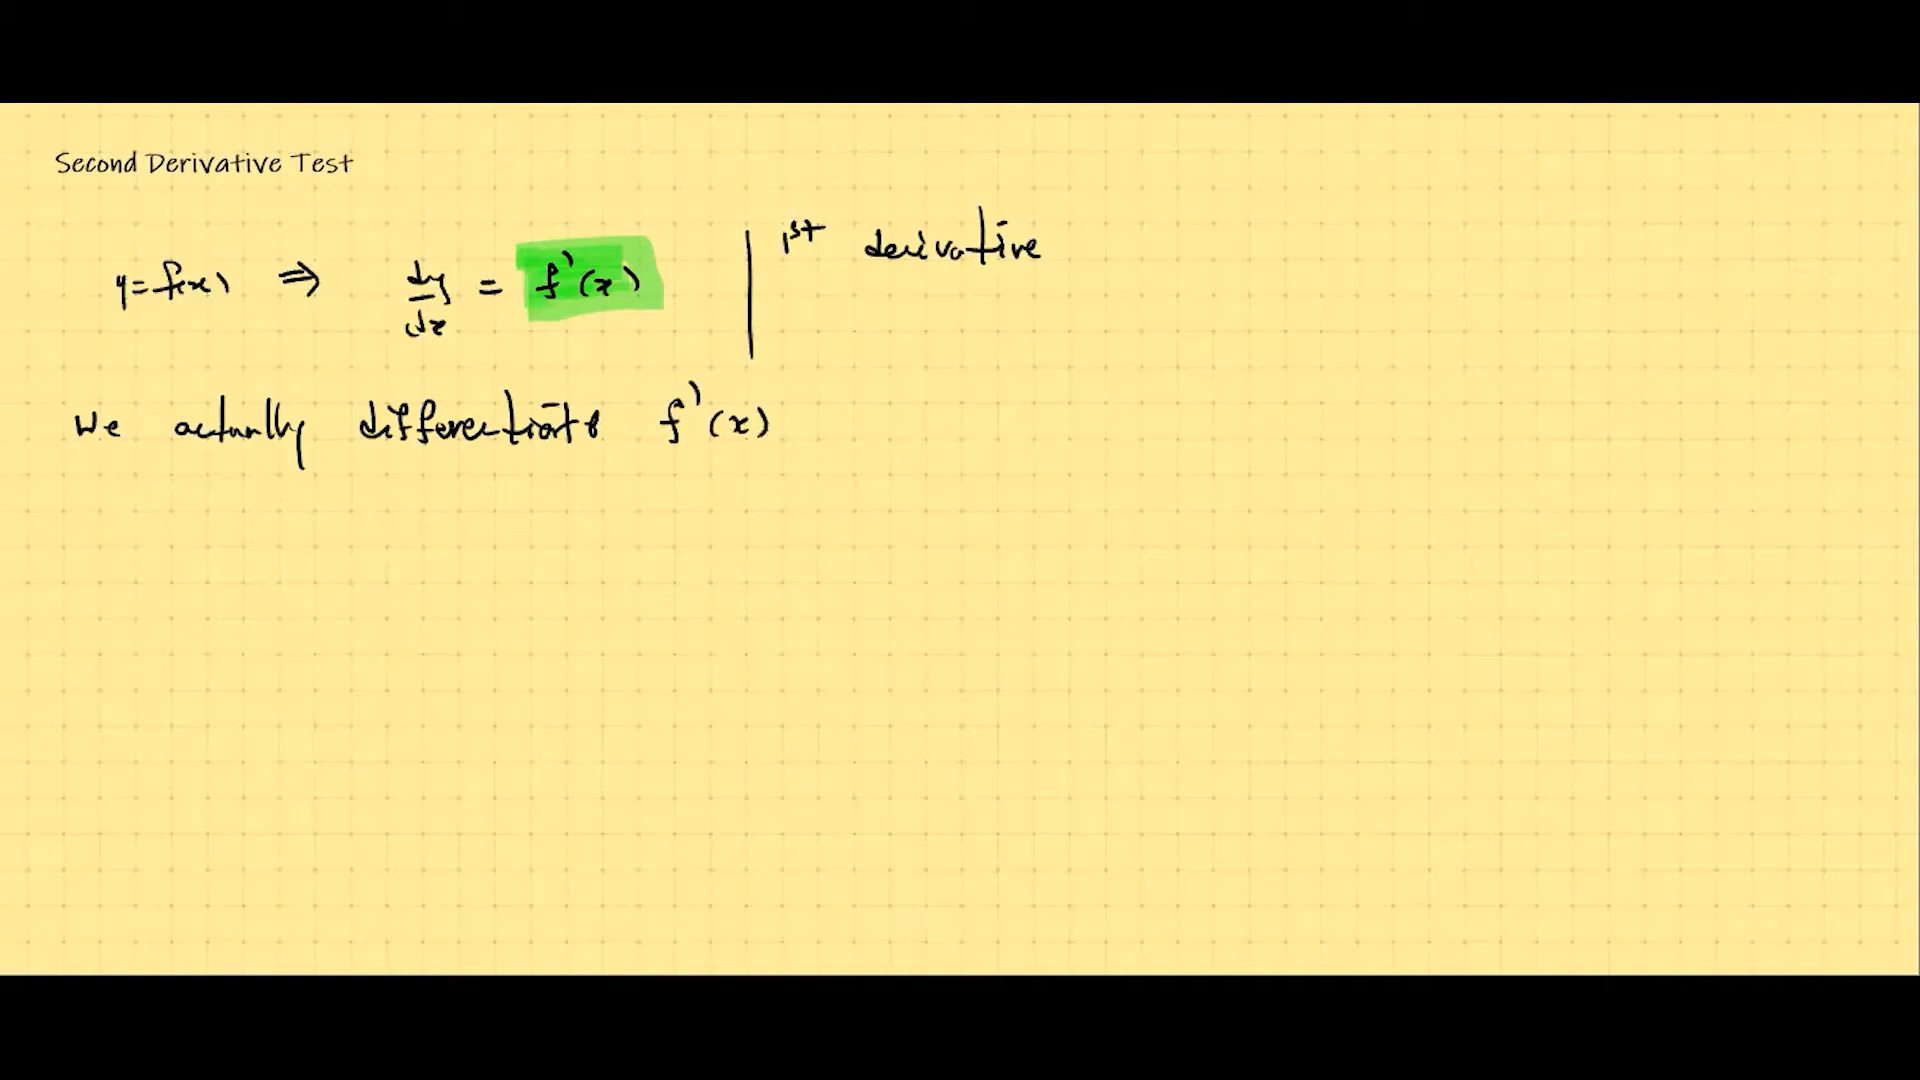 Second Derivative Test
y=f(x) ⇒ dy/dx = f'(x) | 1st derivative
We actually differentiate f'(x)